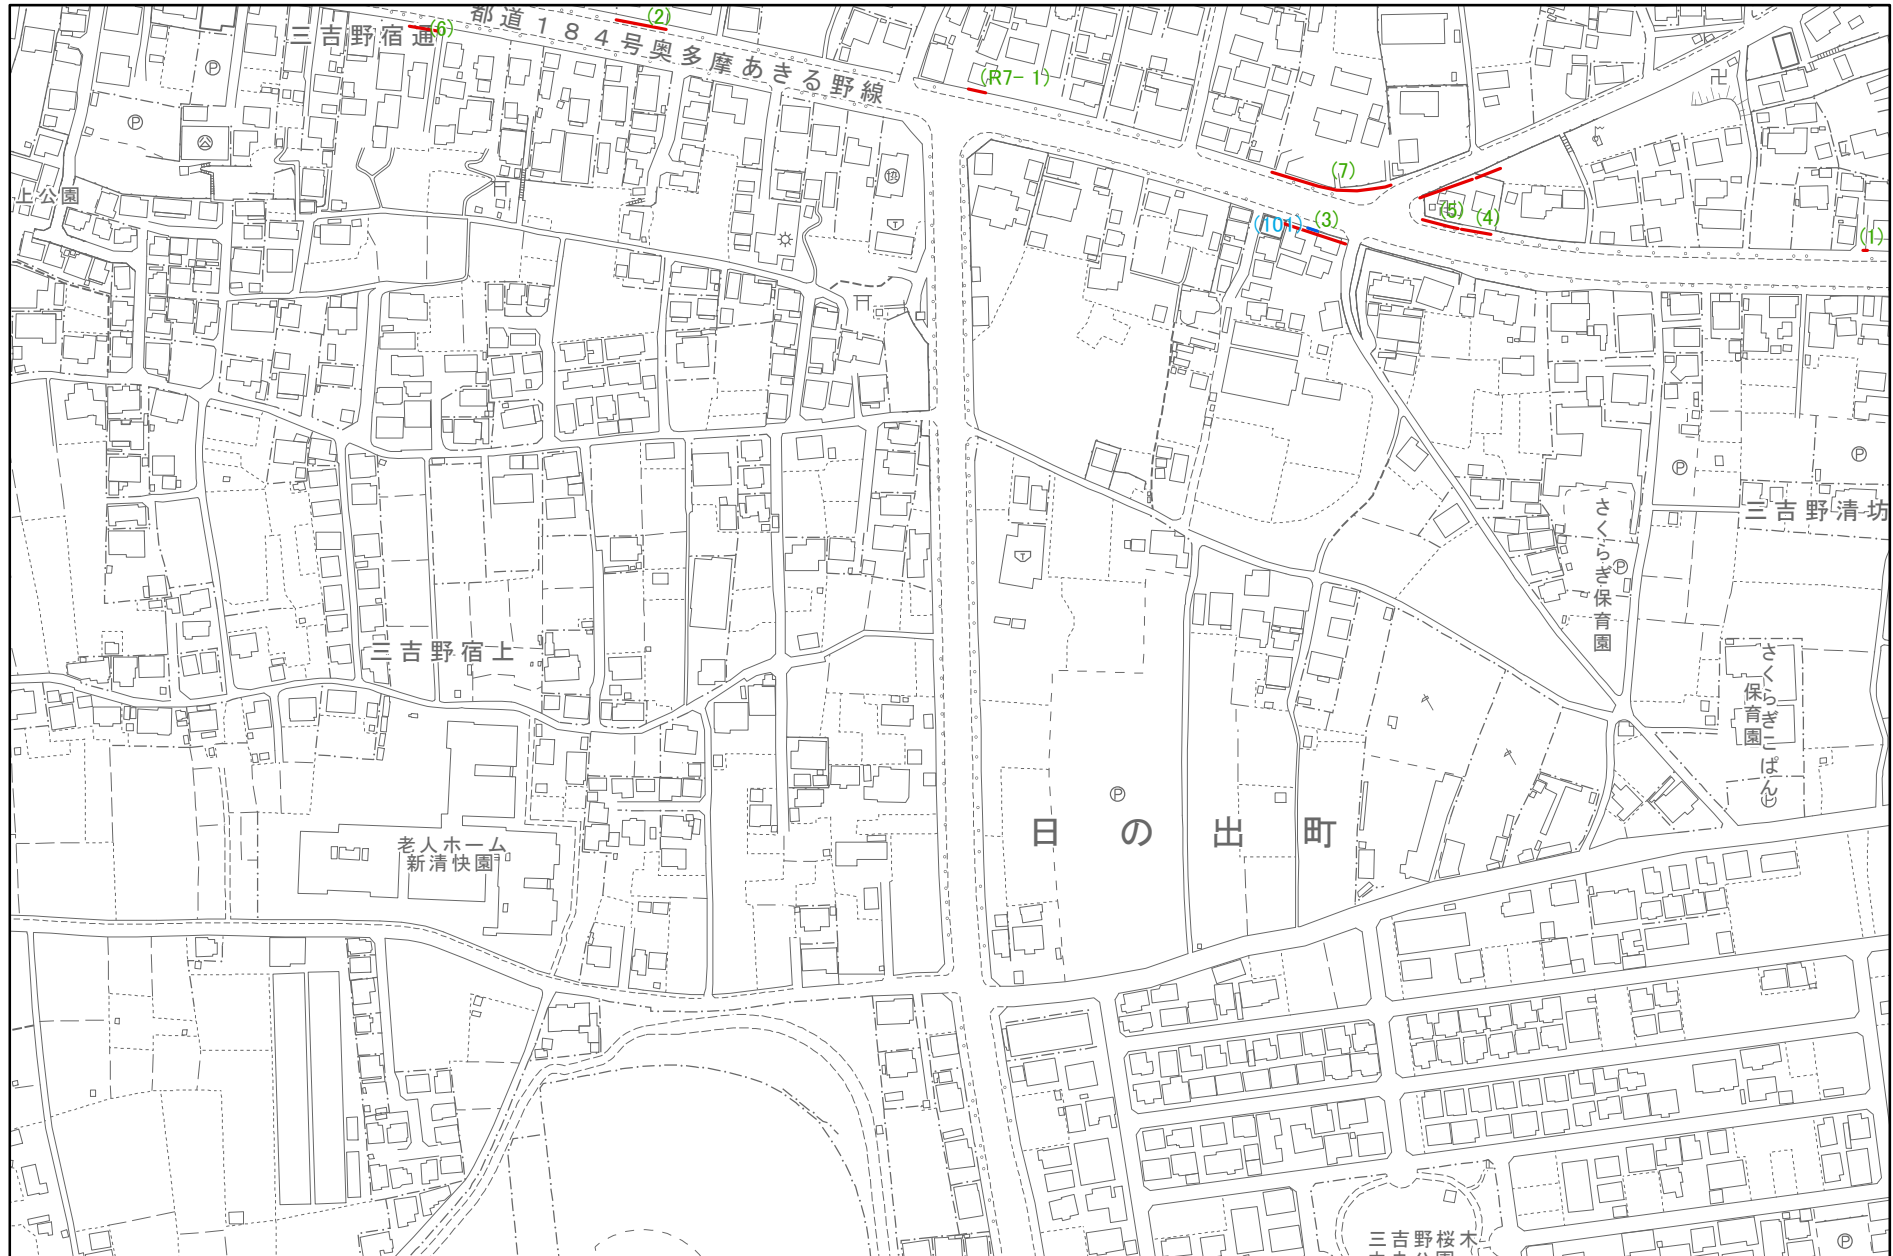 三吉野宿通
(6)
都道184号奥多摩あきる野線
(2)
(R7-1)
(7)
上公園
(101)
(3)
(5)
(4)
(1)
三吉野清坊
さくらぎ保育園
三吉野宿上
さくらぎこぱん
保育園
日の出町
老人ホーム
新清快園
三吉野桜木